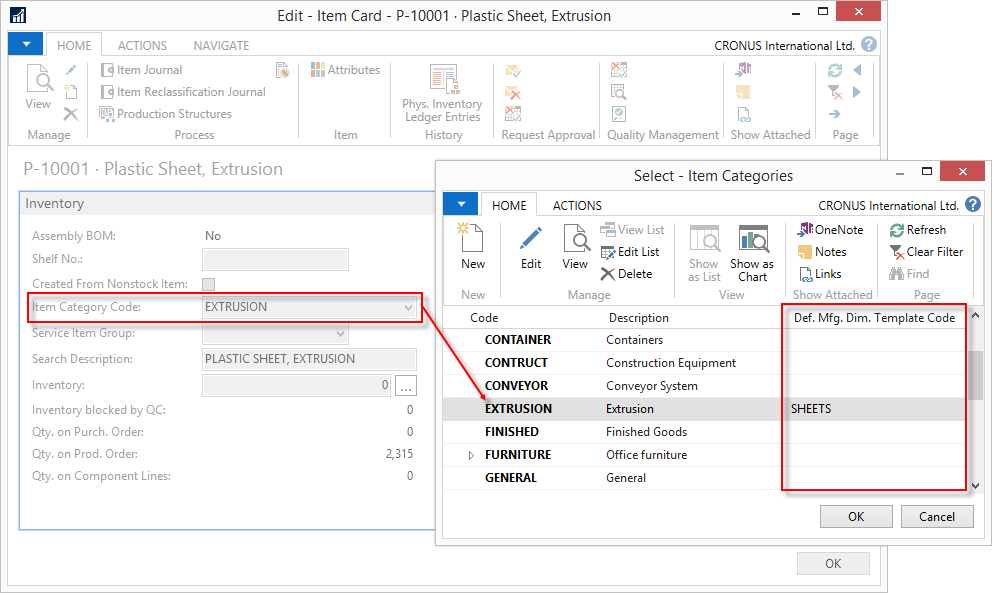 Edit - Item Card - P-10001 · Plastic Sheet, Extrusion
HOME ACTIONS NAVIGATE CRONUS International Ltd. ?
View
Manage
Item Journal
Item Reclassification Journal
Production Structures
Process
Attributes
Item
Phys. Inventory
Ledger Entries
History
Request Approval
Quality Management
Show Attached
Page
P-10001 · Plastic Sheet, Extrusion
Inventory
Assembly BOM: No
Shelf No.:
Created From Nonstock Item:
Item Category Code: EXTRUSION
Service Item Group:
Search Description: PLASTIC SHEET, EXTRUSION
Inventory: 0 ...
Inventory blocked by QC: 0
Qty. on Purch. Order: 0
Qty. on Prod. Order: 2,315
Qty. on Component Lines: 0
OK
Select - Item Categories
HOME ACTIONS CRONUS International Ltd. ?
New
New
Edit
View
View List
Edit List
Delete
Manage
Show
as List
Show as
Chart
View
OneNote
Notes
Links
Show Attached
Refresh
Clear Filter
Find
Page
Code Description Def. Mfg. Dim. Template Code
CONTAINER Containers
CONTRUCT Construction Equipment
CONVEYOR Conveyor System
EXTRUSION Extrusion SHEETS
FINISHED Finished Goods
FURNITURE Office furniture
GENERAL General
OK Cancel